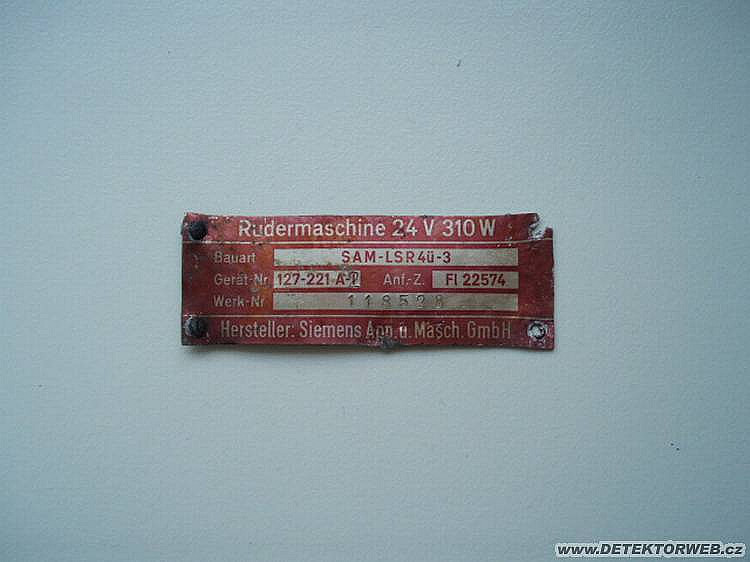 Rudermaschine 24 V 310 W
Bauart SAM-LSR4ü-3
Gerät-Nr 127-221 A-1 Anf.-Z. Fl 22574
Werk-Nr 118528
Hersteller: Siemens App. u. Masch. GmbH
www.DETEKTORWEB.cz